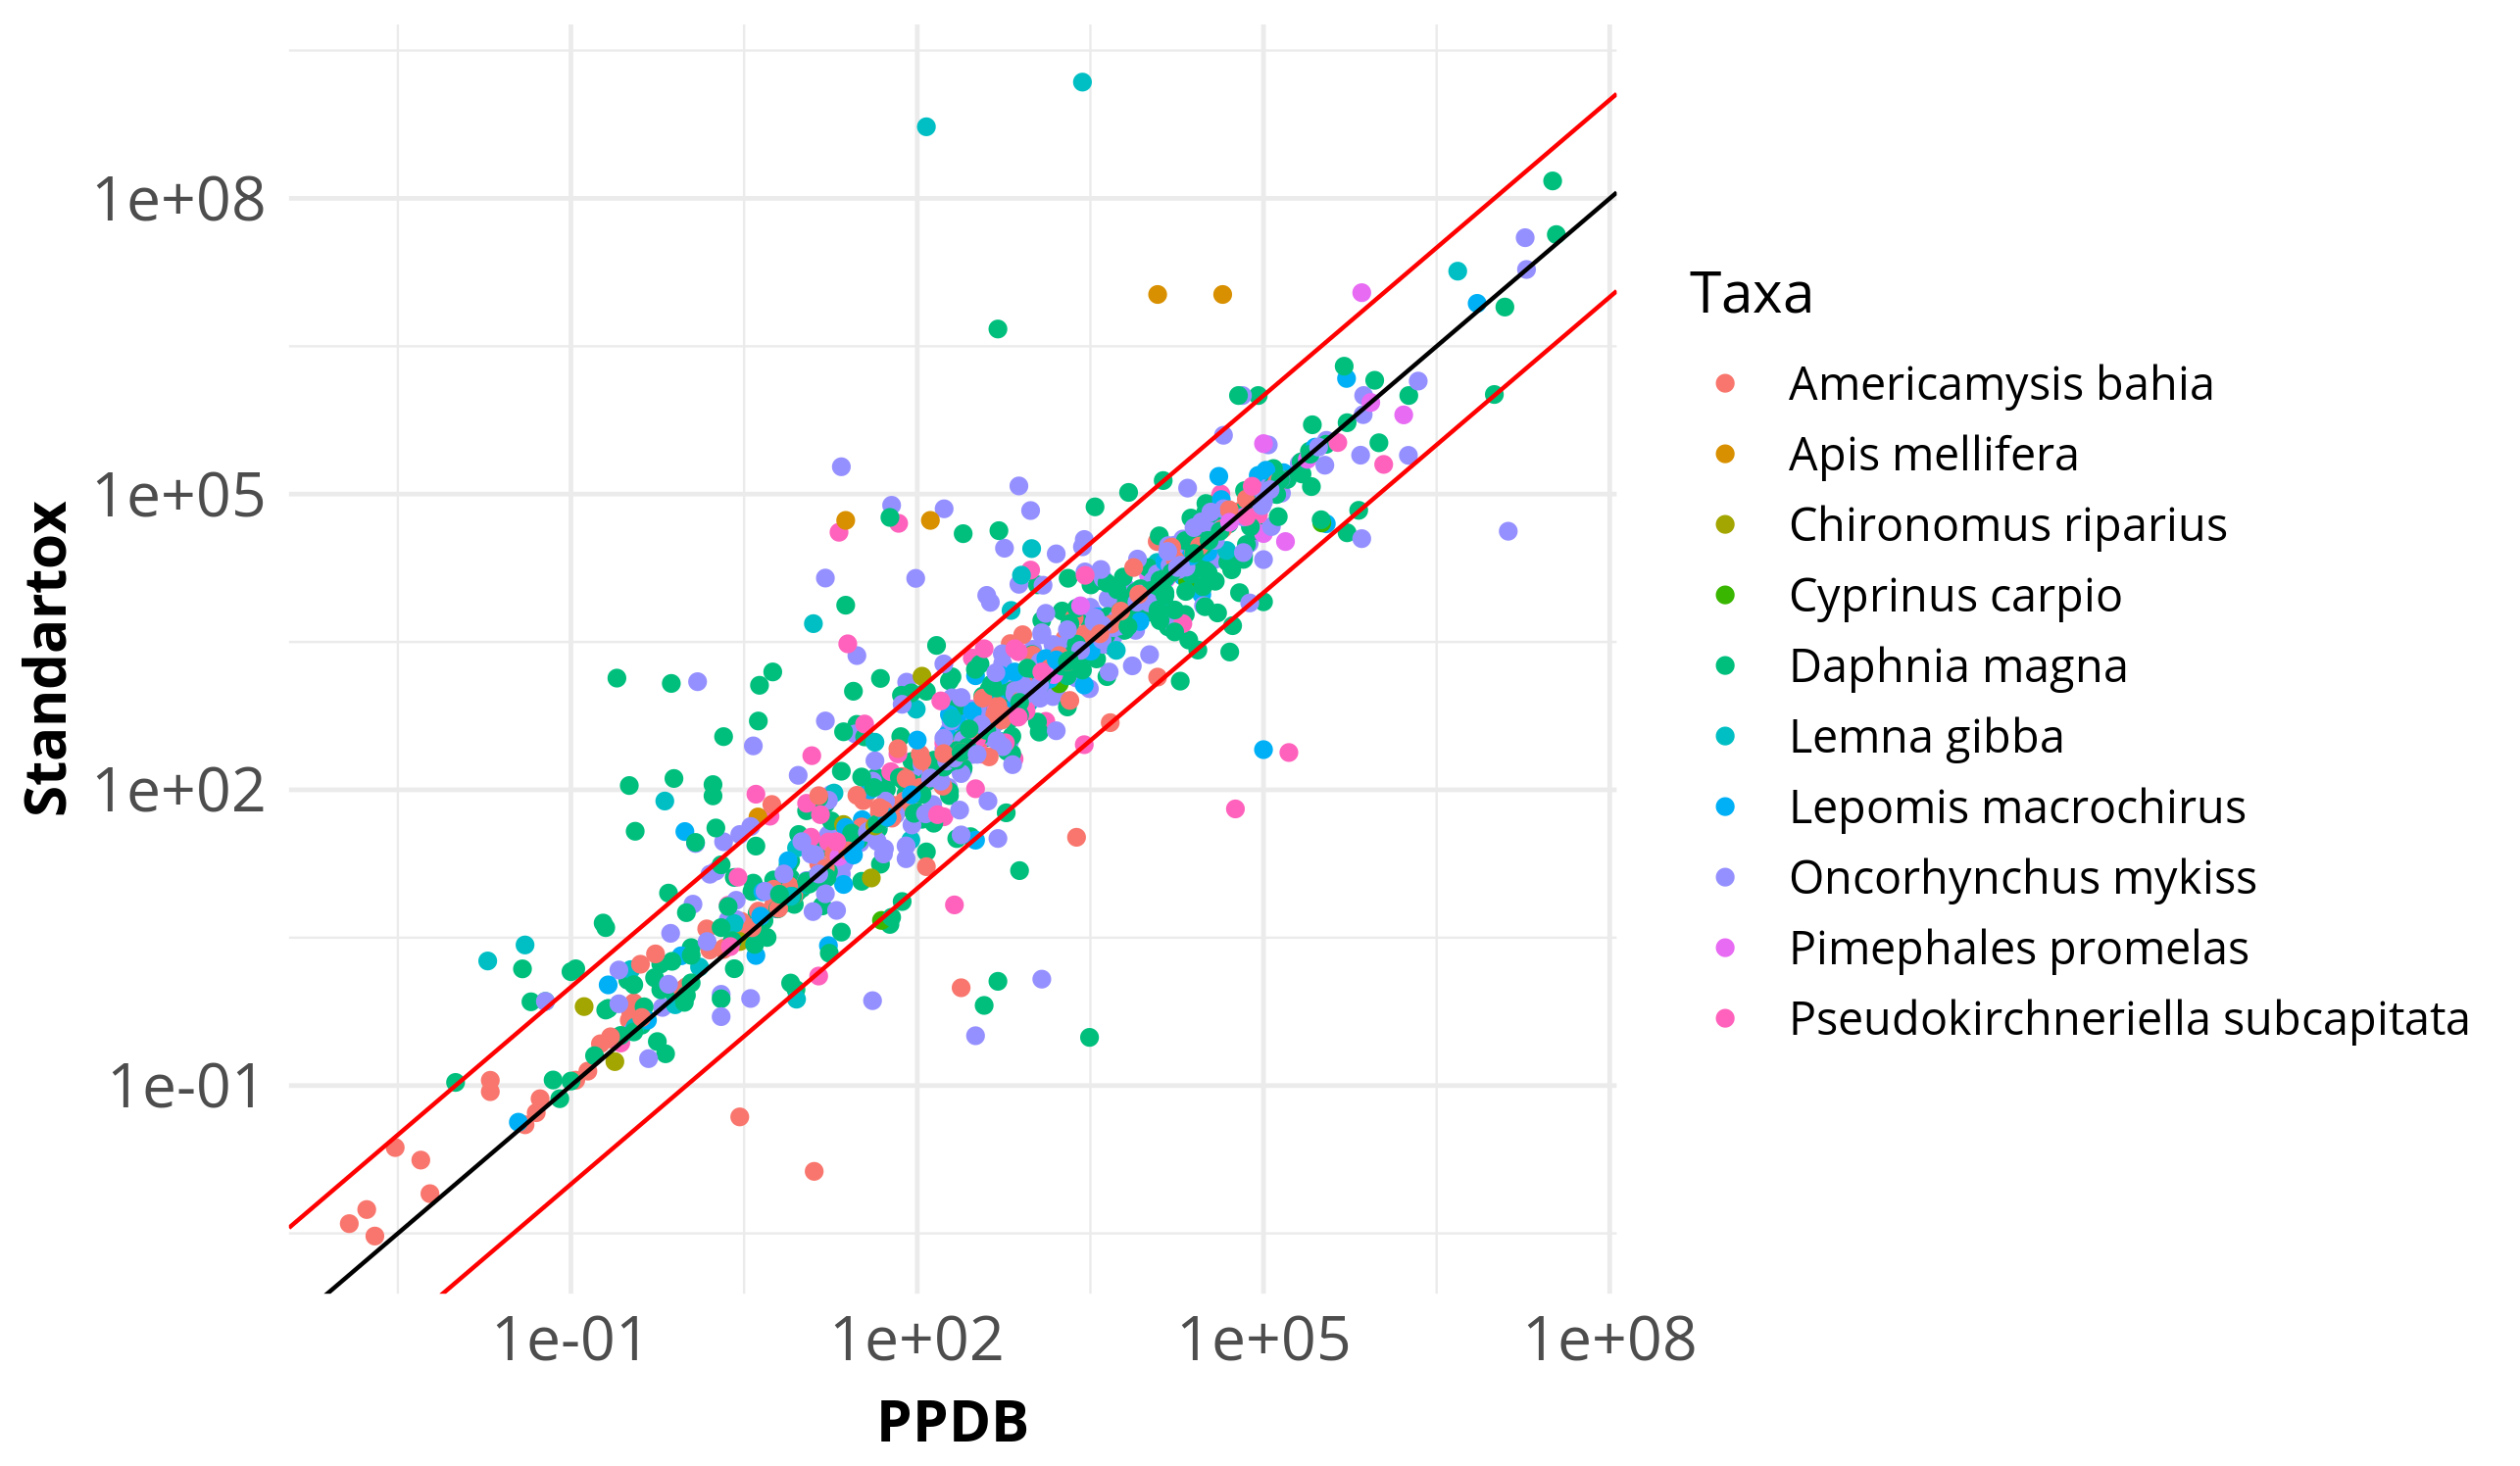 Standartox
1e+08
1e+05
1e+02
1e-01
1e-01
1e+02
1e+05
1e+08
PPDB
Taxa
Americamysis bahia
Apis mellifera
Chironomus riparius
Cyprinus carpio
Daphnia magna
Lemna gibba
Lepomis macrochirus
Oncorhynchus mykiss
Pimephales promelas
Pseudokirchneriella subcapitata